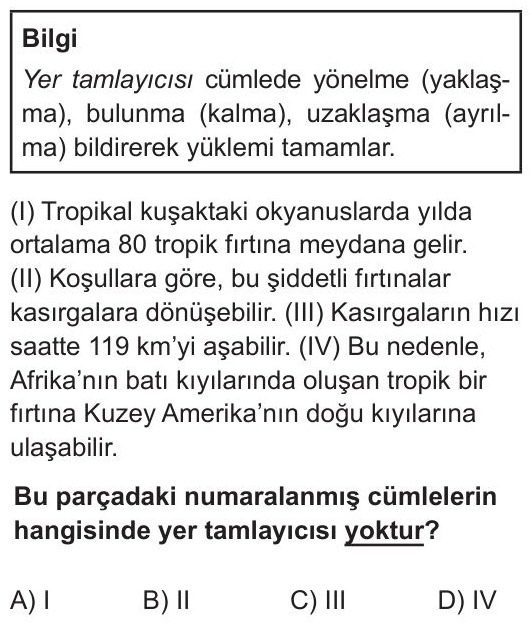 Bilgi
Yer tamlayıcısı cümlede yönelme (yaklaş-
ma), bulunma (kalma), uzaklaşma (ayrıl-
ma) bildirerek yüklemi tamamlar.
(I) Tropikal kuşaktaki okyanuslarda yılda
ortalama 80 tropik fırtına meydana gelir.
(II) Koşullara göre, bu şiddetli fırtınalar
kasırgalara dönüşebilir. (III) Kasırgaların hızı
saatte 119 km’yi aşabilir. (IV) Bu nedenle,
Afrika’nın batı kıyılarında oluşan tropik bir
fırtına Kuzey Amerika’nın doğu kıyılarına
ulaşabilir.
Bu parçadaki numaralanmış cümlelerin
hangisinde yer tamlayıcısı yoktur?
A) I B) II C) III D) IV